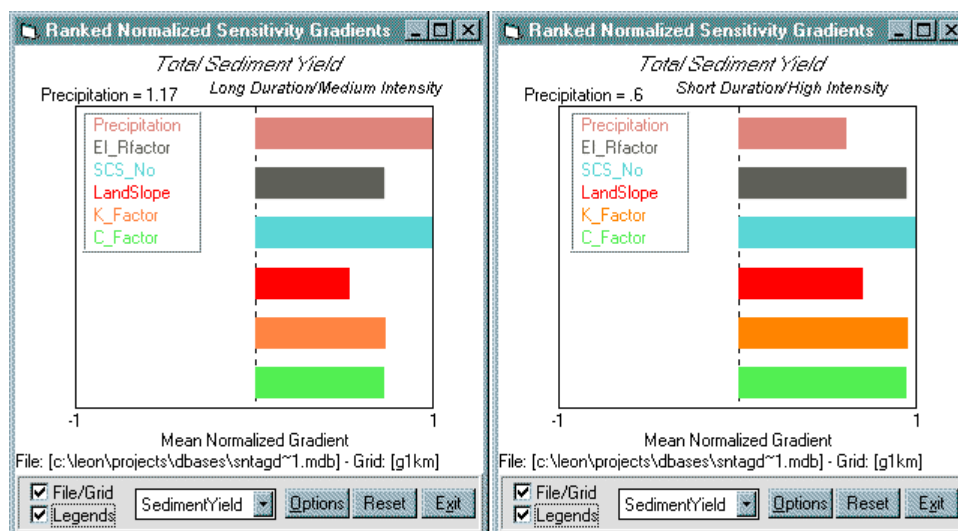 Ranked Normalized Sensitivity Gradients
Total Sediment Yield
Precipitation = 1.17 Long Duration/Medium Intensity
Precipitation
EI_Rfactor
SCS_No
LandSlope
K_Factor
C_Factor
-1 1
Mean Normalized Gradient
File: [c:\leon\projects\dbases\sntagd~1.mdb] - Grid: [g1km]
File/Grid
Legends
SedimentYield Options Reset Exit
Ranked Normalized Sensitivity Gradients
Total Sediment Yield
Precipitation = .6 Short Duration/High Intensity
Precipitation
EI_Rfactor
SCS_No
LandSlope
K_Factor
C_Factor
-1 1
Mean Normalized Gradient
File: [c:\leon\projects\dbases\sntagd~1.mdb] - Grid: [g1km]
File/Grid
Legends
SedimentYield Options Reset Exit